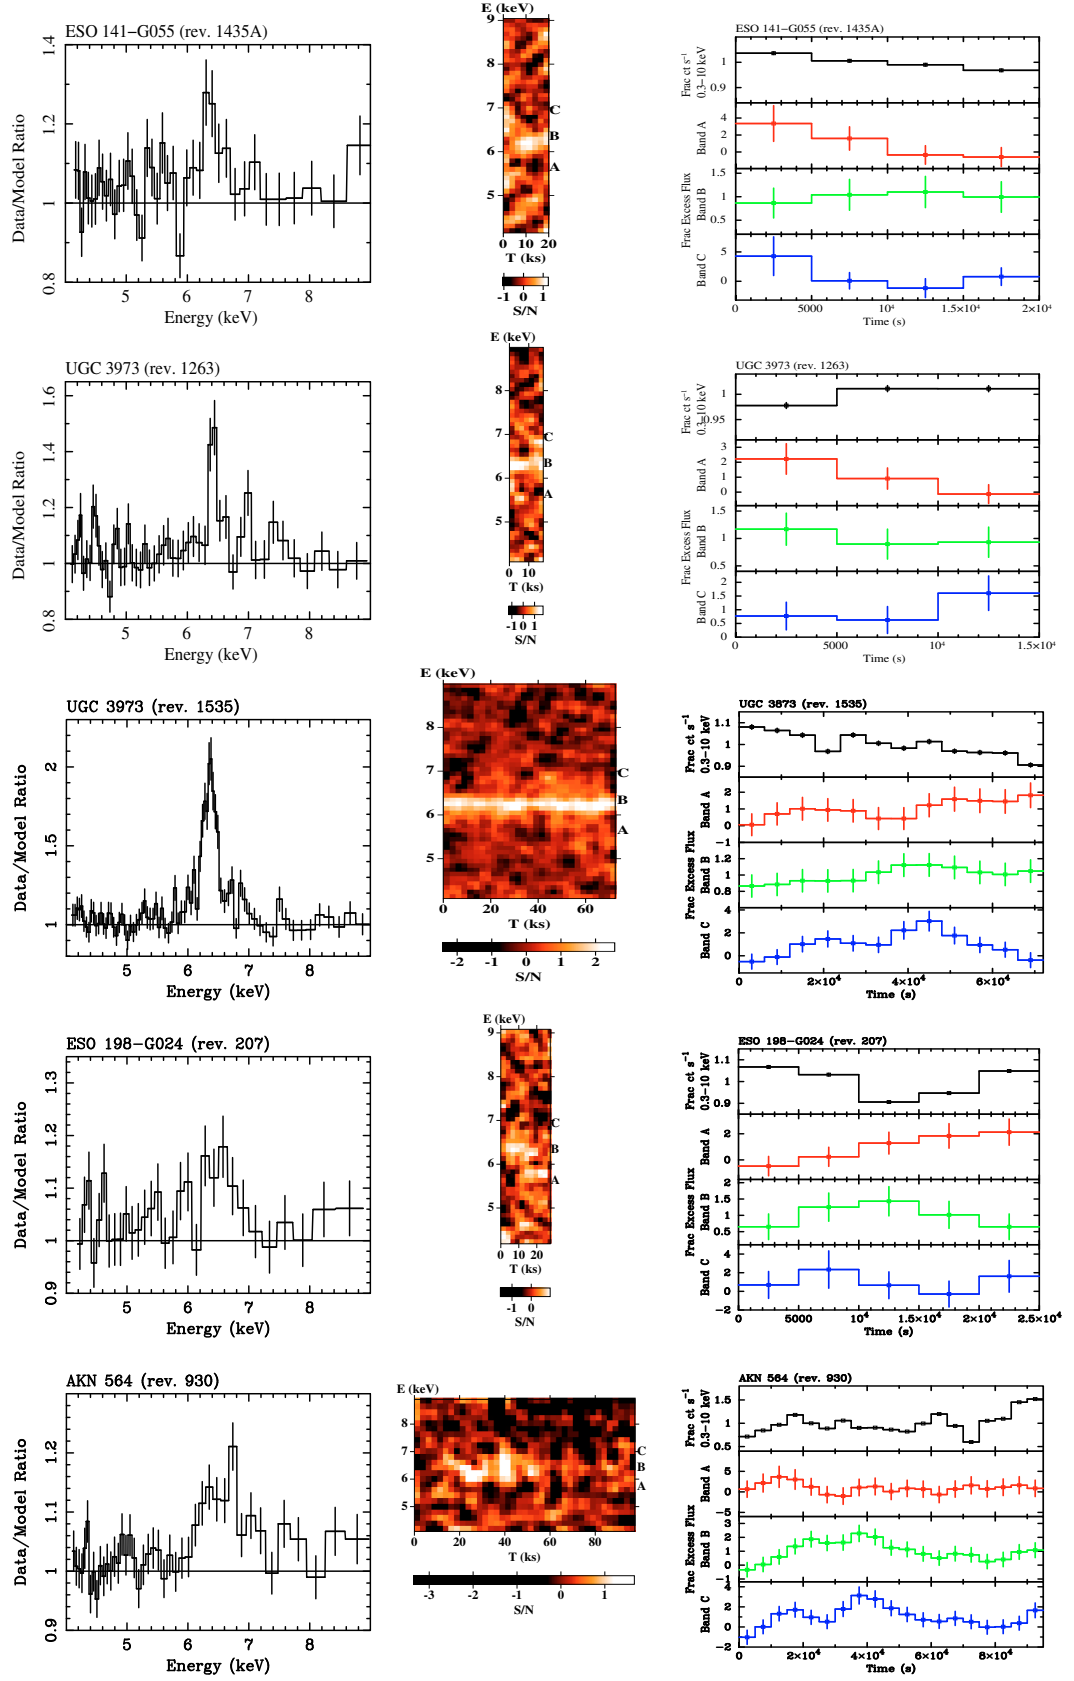 ESO 141–G055 (rev. 1435A)
Data/Model Ratio
0.8 1 1.2 1.4
5 6 7 8
Energy (keV)
E (keV)
9
8
7
6
5
C
B
A
0 10 20
T (ks)
-1 0 1
S/N
ESO 141–G055 (rev. 1435A)
Frac ct s⁻¹
0.3–10 keV
0.9 1
Band A
0 2 4
Frac Excess Flux
Band B
0.5 1 1.5
Band C
0 5
0 5000 10⁴ 1.5×10⁴ 2×10⁴
Time (s)
UGC 3973 (rev. 1263)
Data/Model Ratio
0.8 1 1.2 1.4 1.6
5 6 7 8
Energy (keV)
E (keV)
8
7
6
5
C
B
A
0 10
T (ks)
-1 0 1
S/N
UGC 3973 (rev. 1263)
Frac ct s⁻¹
0.3–10 keV
0.95 1
Band A
0 1 2 3
Frac Excess Flux
Band B
0.5 1 1.5
Band C
0 0.5 1 1.5 2
0 5000 10⁴ 1.5×10⁴
Time (s)
UGC 3973 (rev. 1535)
Data/Model Ratio
1 1.5 2
5 6 7 8
Energy (keV)
E (keV)
8
7
6
5
C
B
A
0 20 40 60
T (ks)
-2 -1 0 1 2
S/N
UGC 3873 (rev. 1535)
Frac ct s⁻¹
0.3–10 keV
0.9 1 1.1
Band A
-1 0 1 2
Frac Excess Flux
Band B
0.8 1 1.2
Band C
0 2 4
0 2×10⁴ 4×10⁴ 6×10⁴
Time (s)
ESO 198–G024 (rev. 207)
Data/Model Ratio
0.9 1 1.1 1.2 1.3
5 6 7 8
Energy (keV)
E (keV)
9
8
7
6
5
C
B
A
0 10 20
T (ks)
-1 0
S/N
ESO 198–G024 (rev. 207)
Frac ct s⁻¹
0.3–10 keV
0.9 1 1.1
Band A
0 2
Frac Excess Flux
Band B
0.5 1 1.5 2
Band C
-2 0 2 4
0 5000 10⁴ 1.5×10⁴ 2×10⁴ 2.5×10⁴
Time (s)
AKN 564 (rev. 930)
Data/Model Ratio
0.9 1 1.1 1.2
5 6 7 8
Energy (keV)
E (keV)
8
7
6
5
C
B
A
0 20 40 60 80
T (ks)
-3 -2 -1 0 1
S/N
AKN 564 (rev. 930)
Frac ct s⁻¹
0.3–10 keV
0.5 1 1.5
Band A
-5 0 5
Frac Excess Flux
Band B
-1 0 1 2 3
Band C
-2 0 2 4
0 2×10⁴ 4×10⁴ 6×10⁴ 8×10⁴
Time (s)